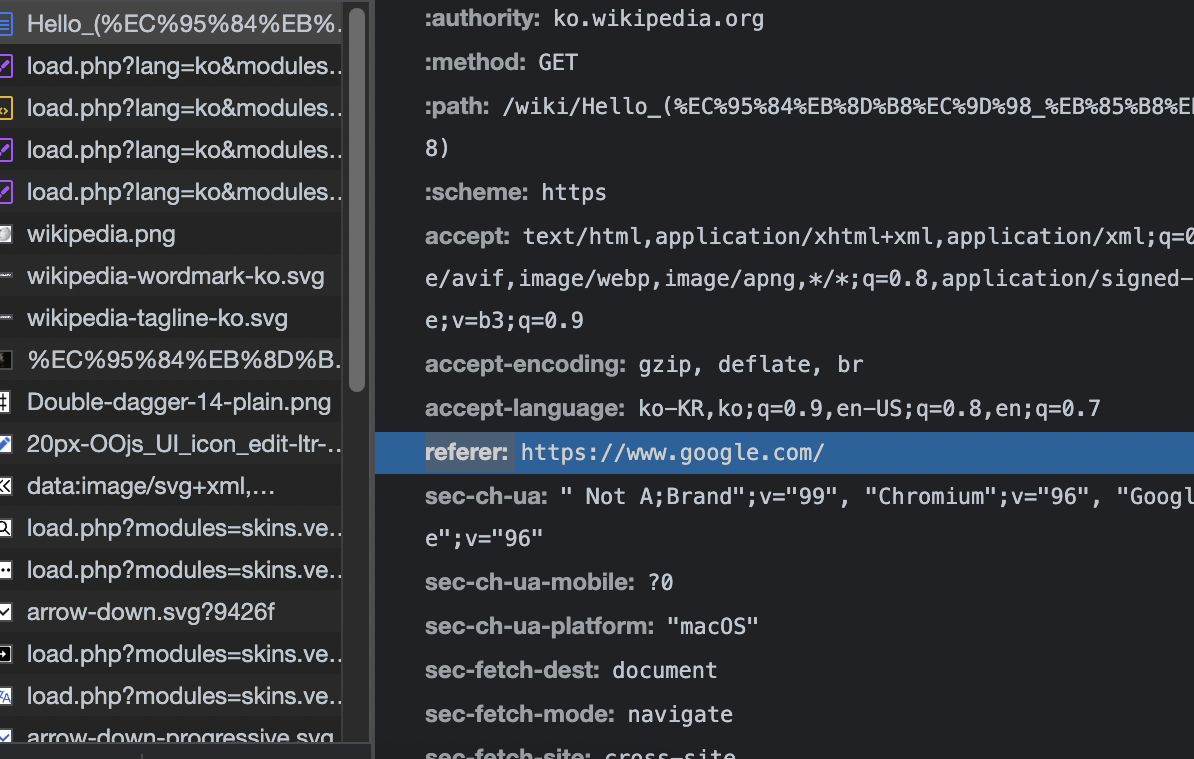 Hello_(%EC%95%84%EB%.
load.php?lang=ko&modules..
load.php?lang=ko&modules..
load.php?lang=ko&modules..
load.php?lang=ko&modules..
wikipedia.png
wikipedia-wordmark-ko.svg
wikipedia-tagline-ko.svg
%EC%95%84%EB%8D%B.
Double-dagger-14-plain.png
20px-OOjs_UI_icon_edit-ltr-..
data:image/svg+xml,...
load.php?modules=skins.ve..
load.php?modules=skins.ve..
arrow-down.svg?9426f
load.php?modules=skins.ve..
load.php?modules=skins.ve..
arrow-down-progressive.svg
:authority: ko.wikipedia.org
:method: GET
:path: /wiki/Hello_(%EC%95%84%EB%8D%B8%EC%9D%98_%EB%85%B8%E
8)
:scheme: https
accept: text/html,application/xhtml+xml,application/xml;q=0
e/avif,image/webp,image/apng,*/*;q=0.8,application/signed-
e;v=b3;q=0.9
accept-encoding: gzip, deflate, br
accept-language: ko-KR,ko;q=0.9,en-US;q=0.8,en;q=0.7
referer: https://www.google.com/
sec-ch-ua: " Not A;Brand";v="99", "Chromium";v="96", "Googl
e";v="96"
sec-ch-ua-mobile: ?0
sec-ch-ua-platform: "macOS"
sec-fetch-dest: document
sec-fetch-mode: navigate
sec-fetch-site: cross-site